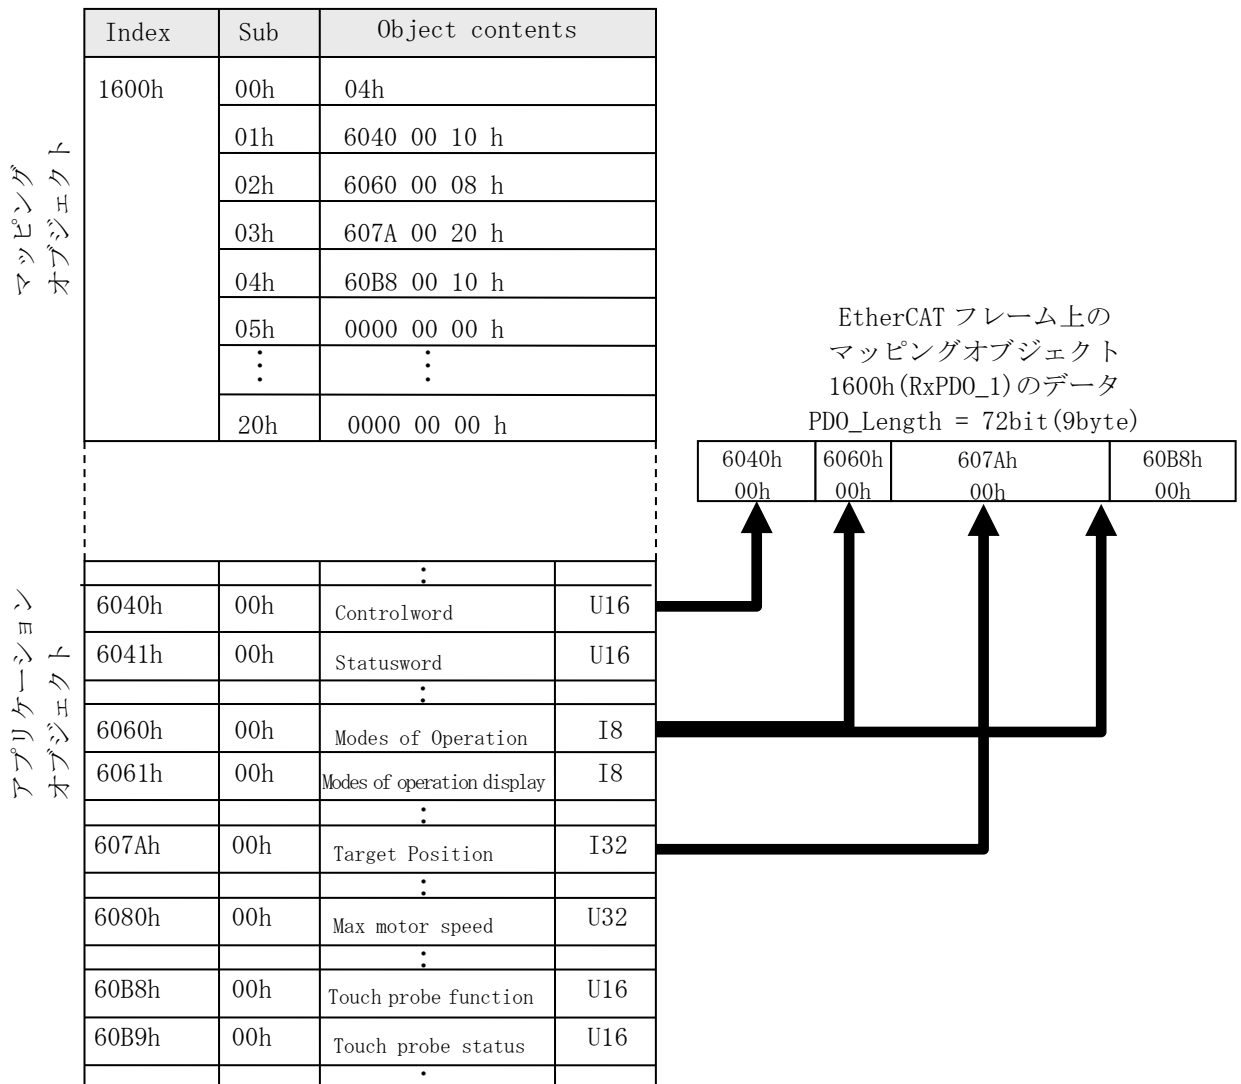 Index Sub Object contents
マッピング
オブジェクト
1600h 00h 04h
01h 6040 00 10 h
02h 6060 00 08 h
03h 607A 00 20 h
04h 60B8 00 10 h
05h 0000 00 00 h
: :
20h 0000 00 00 h
EtherCAT フレーム上の
マッピングオブジェクト
1600h(RxPDO_1)のデータ
PDO_Length = 72bit(9byte)
6040h 6060h 607Ah 60B8h
00h 00h 00h 00h
アプリケーション
オブジェクト
:
6040h 00h Controlword U16
6041h 00h Statusword U16
:
6060h 00h Modes of Operation I8
6061h 00h Modes of operation display I8
:
607Ah 00h Target Position I32
:
6080h 00h Max motor speed U32
:
60B8h 00h Touch probe function U16
60B9h 00h Touch probe status U16